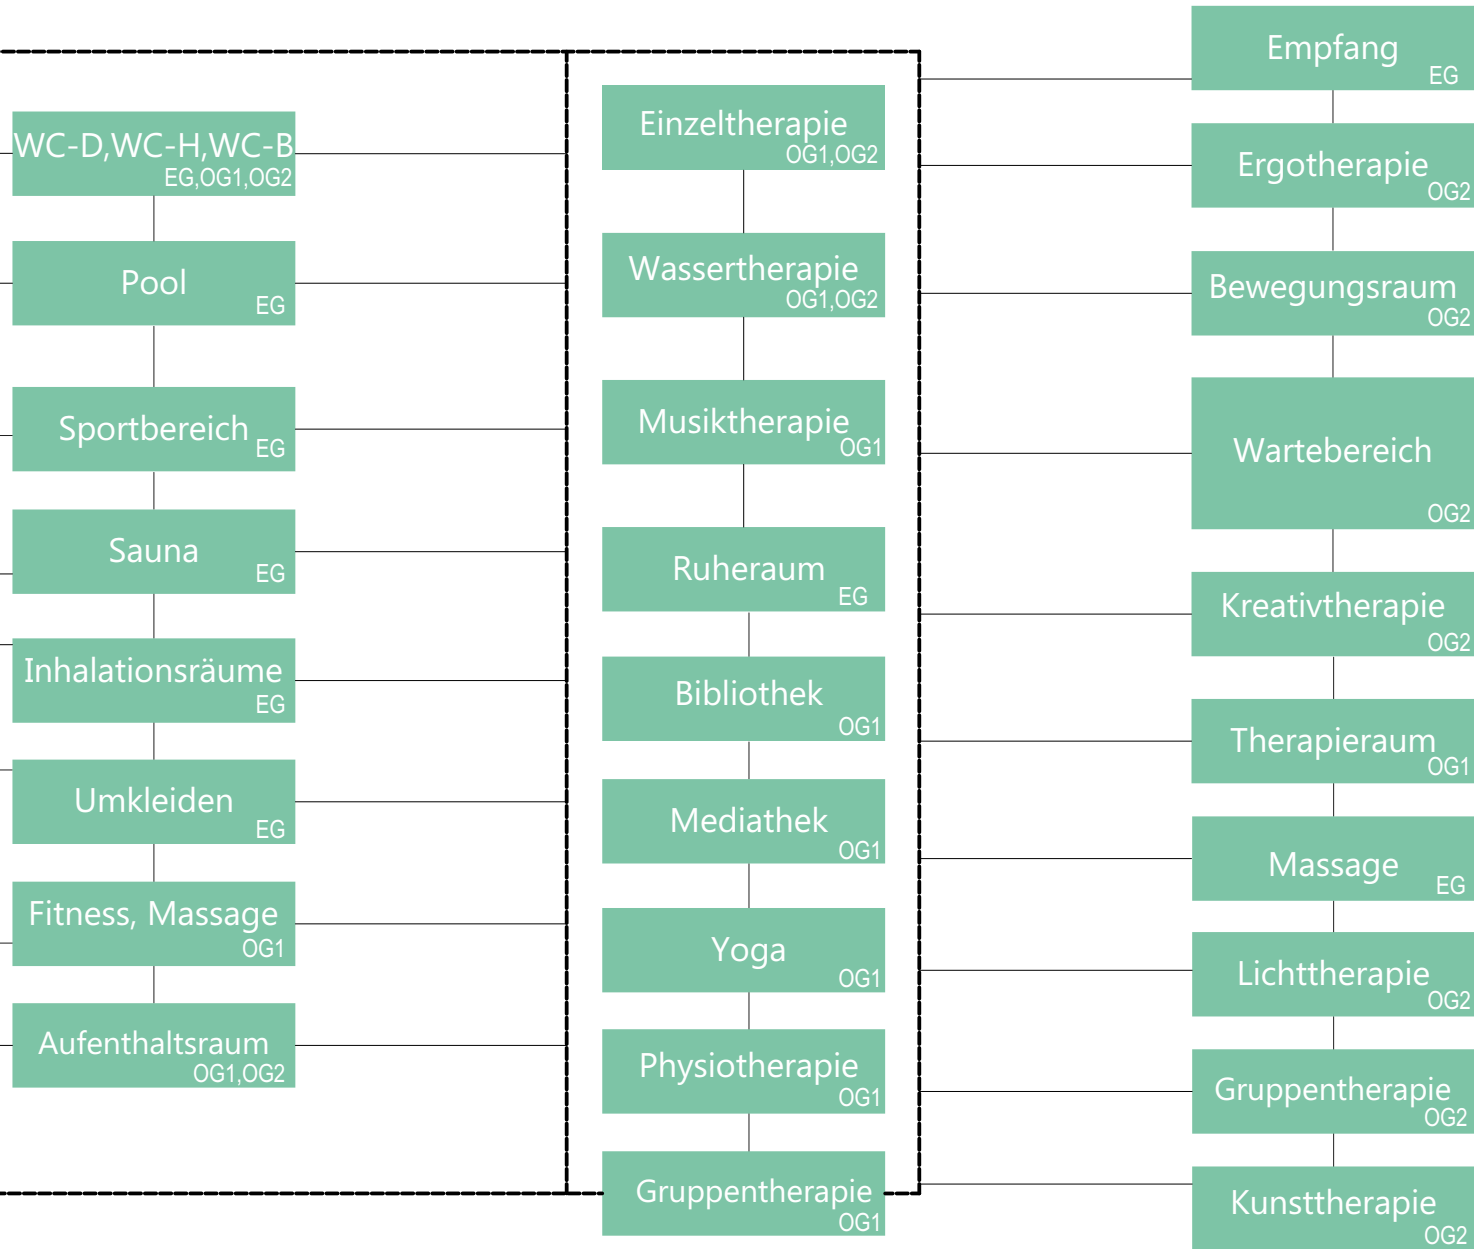 WC-D,WC-H,WC-B
EG,OG1,OG2
Pool
EG
Sportbereich
EG
Sauna
EG
Inhalationsräume
EG
Umkleiden
EG
Fitness, Massage
OG1
Aufenthaltsraum
OG1,OG2
Einzeltherapie
OG1,OG2
Wassertherapie
OG1,OG2
Musiktherapie
OG1
Ruheraum
EG
Bibliothek
OG1
Mediathek
OG1
Yoga
OG1
Physiotherapie
OG1
Gruppentherapie
OG1
Empfang
EG
Ergotherapie
OG2
Bewegungsraum
OG2
Wartebereich
OG2
Kreativtherapie
OG2
Therapieraum
OG1
Massage
EG
Lichttherapie
OG2
Gruppentherapie
OG2
Kunsttherapie
OG2